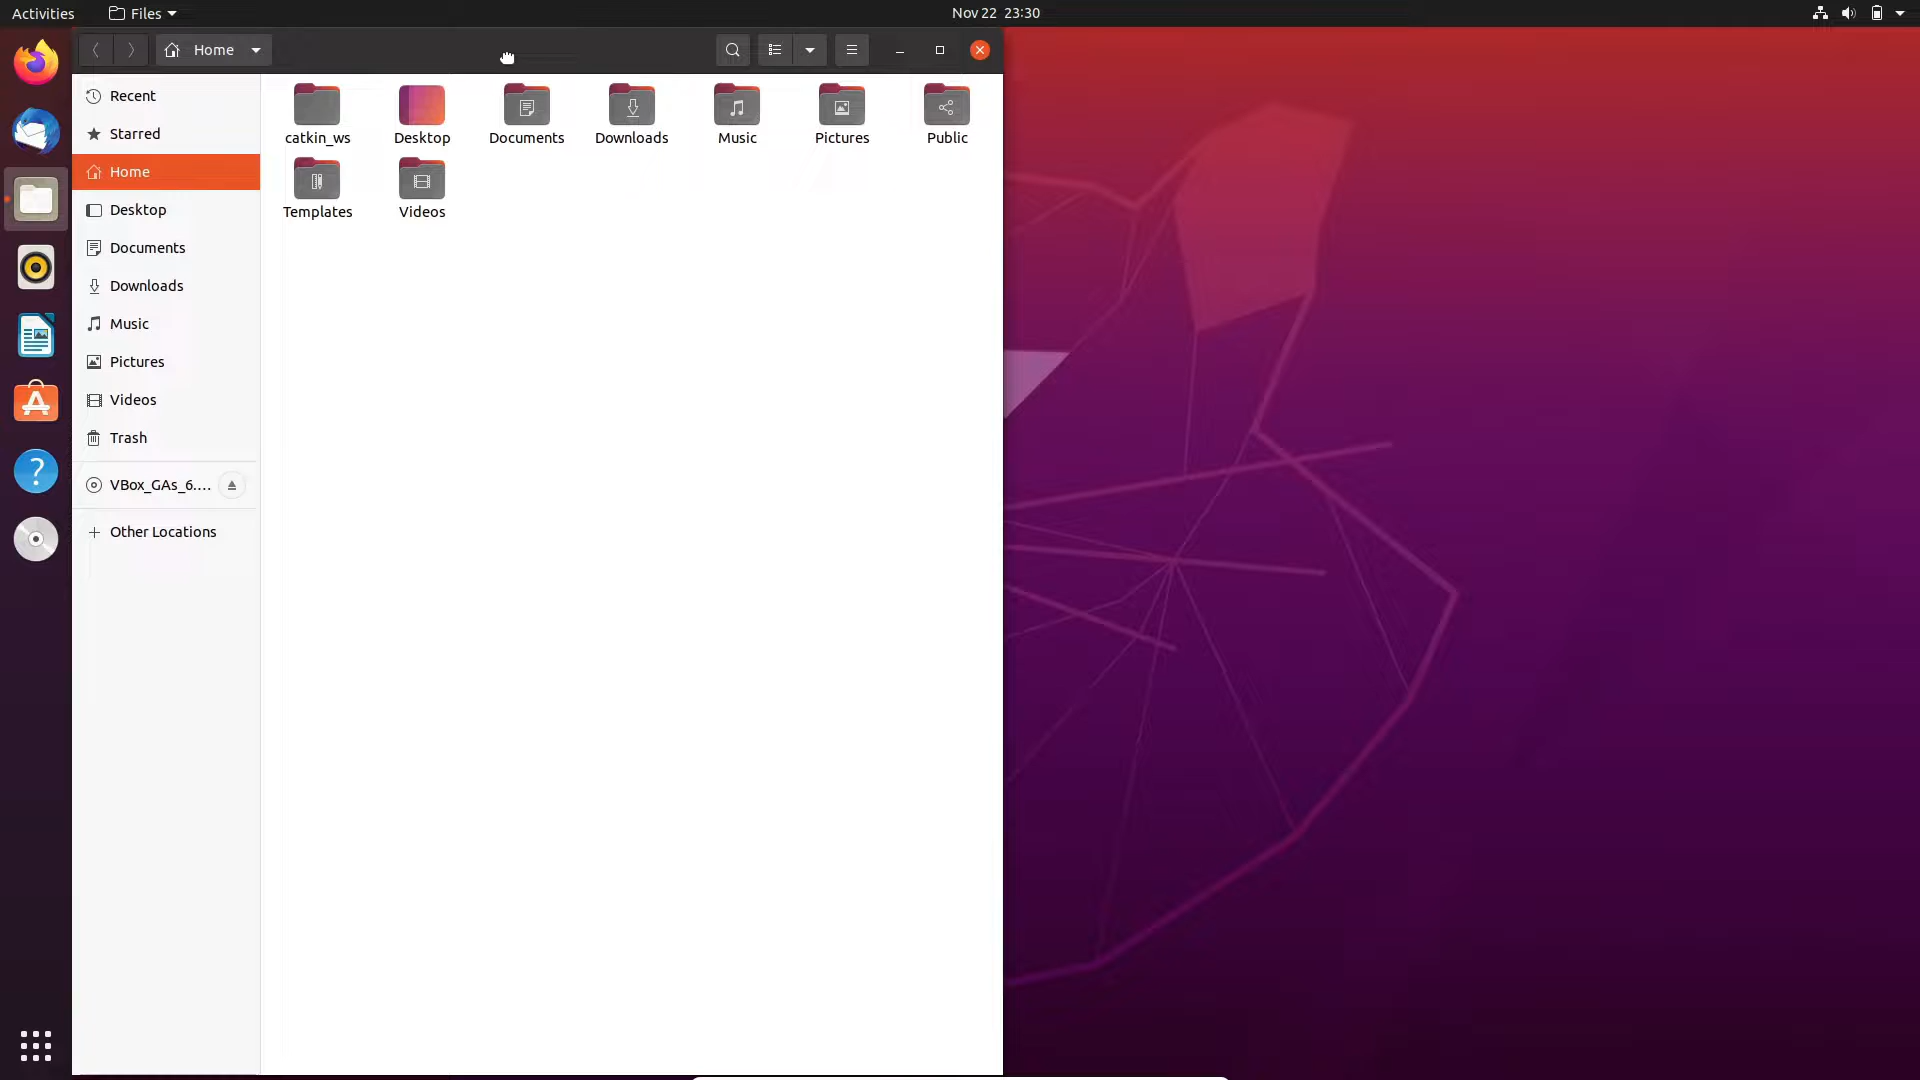 Activities
Files
Nov 22 23:30
Home
Recent
Starred
Home
Desktop
Documents
Downloads
Music
Pictures
Videos
Trash
VBox_GAs_6....
Other Locations
catkin_ws
Desktop
Documents
Downloads
Music
Pictures
Public
Templates
Videos